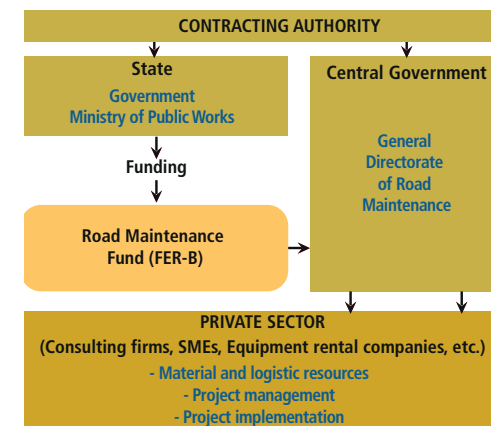 CONTRACTING AUTHORITY
State
Government
Ministry of Public Works
Funding
Road Maintenance
Fund (FER-B)
Central Government
General
Directorate
of Road
Maintenance
PRIVATE SECTOR
(Consulting firms, SMEs, Equipment rental companies, etc.)
- Material and logistic resources
- Project management
- Project implementation